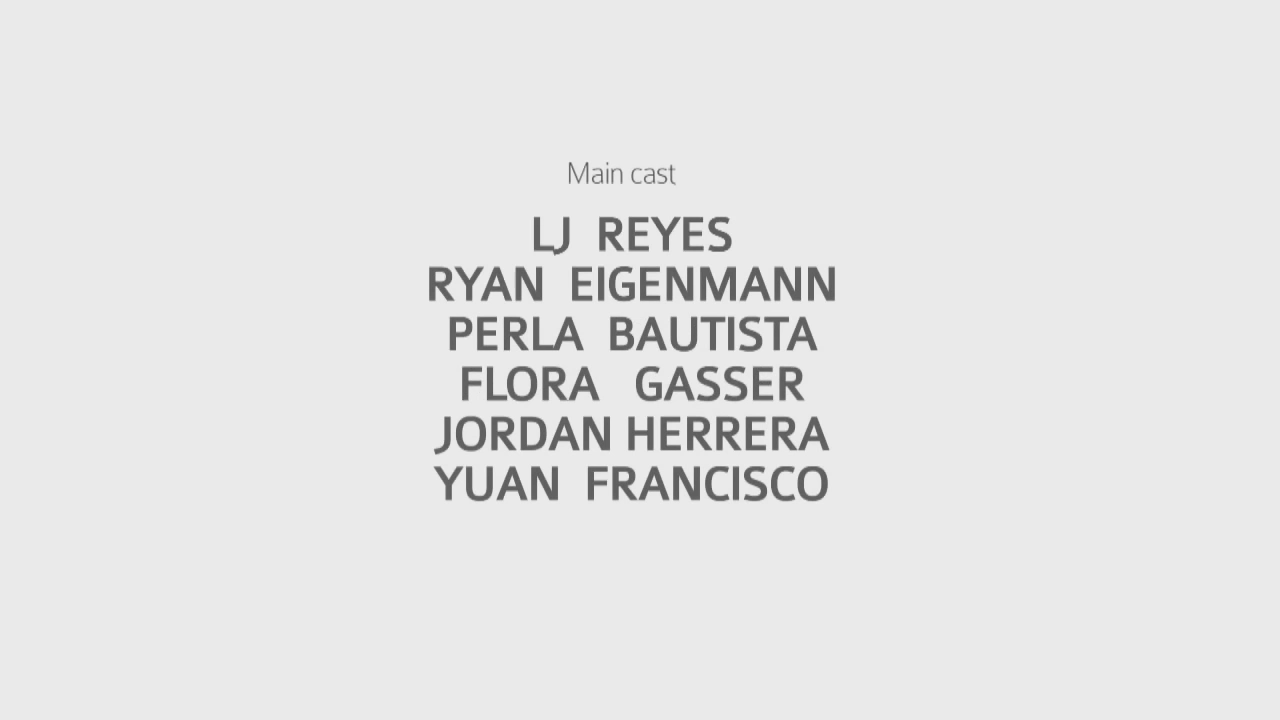 Main cast
LJ REYES
RYAN EIGENMANN
PERLA BAUTISTA
FLORA GASSER
JORDAN HERRERA
YUAN FRANCISCO